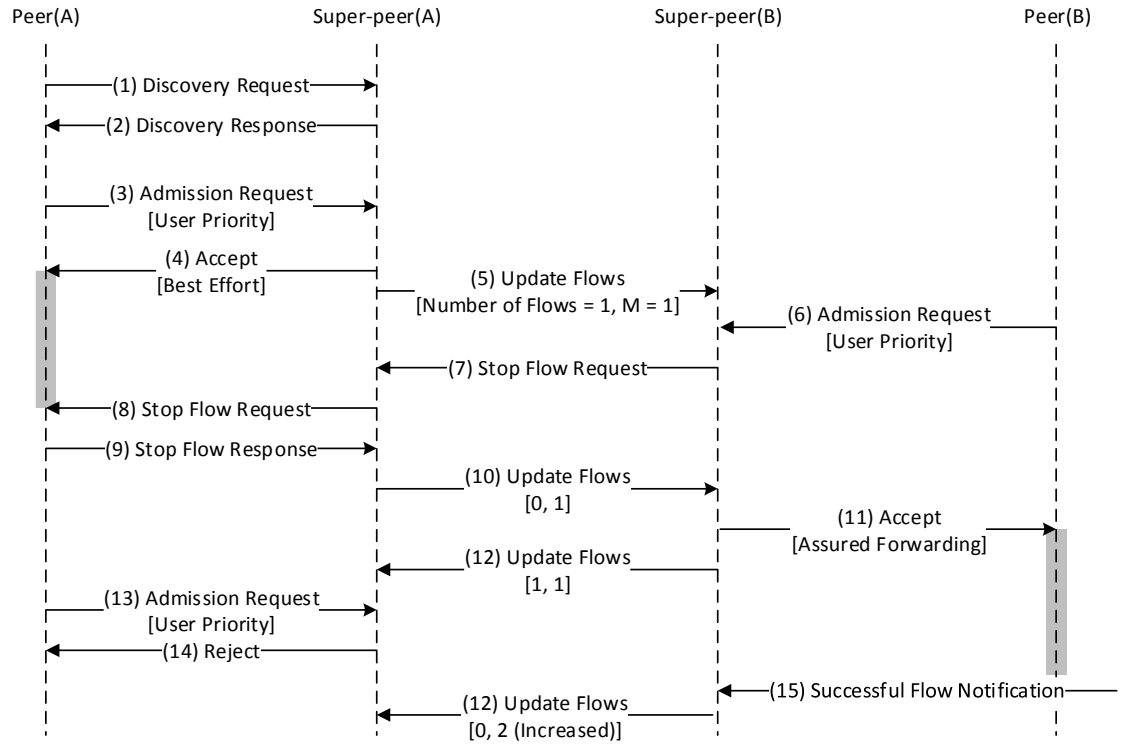 Peer(A)
Super-peer(A)
Super-peer(B)
Peer(B)
(1) Discovery Request
(2) Discovery Response
(3) Admission Request
[User Priority]
(4) Accept
[Best Effort]
(5) Update Flows
[Number of Flows = 1, M = 1]
(6) Admission Request
[User Priority]
(7) Stop Flow Request
(8) Stop Flow Request
(9) Stop Flow Response
(10) Update Flows
[0, 1]
(11) Accept
[Assured Forwarding]
(12) Update Flows
[1, 1]
(13) Admission Request
[User Priority]
(14) Reject
(15) Successful Flow Notification
(12) Update Flows
[0, 2 (Increased)]